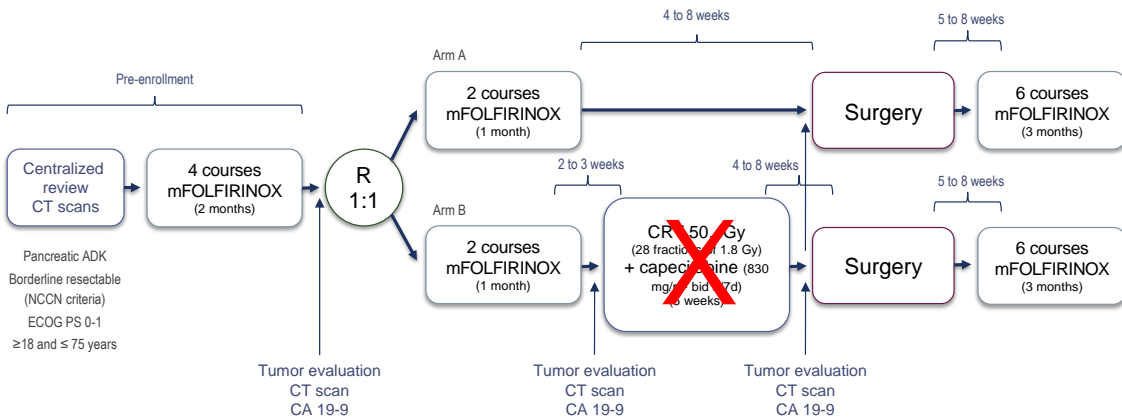 4 to 8 weeks
5 to 8 weeks
Pre-enrollment
Arm A
2 courses
mFOLFIRINOX
(1 month)
Surgery
6 courses
mFOLFIRINOX
(3 months)
Centralized
review
CT scans
4 courses
mFOLFIRINOX
(2 months)
R
1:1
2 to 3 weeks
4 to 8 weeks
5 to 8 weeks
Arm B
2 courses
mFOLFIRINOX
(1 month)
Gy
(28 fractions of 1.8 Gy)
+ capecitabine (830
bid
weeks)
Surgery
6 courses
mFOLFIRINOX
(3 months)
Pancreatic ADK
Borderline resectable
(NCCN criteria)
ECOG PS 0-1
≥18 and ≤ 75 years
Tumor evaluation
CT scan
CA 19-9
Tumor evaluation
CT scan
CA 19-9
Tumor evaluation
CT scan
CA 19-9